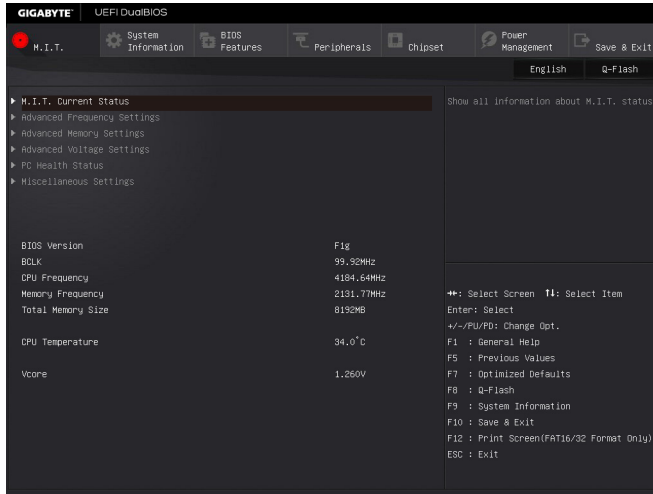 GIGABYTE™ UEFI DualBIOS
M.I.T.
System Information
BIOS Features
Peripherals
Chipset
Power Management
Save & Exit
English
Q-Flash
M.I.T. Current Status
Advanced Frequency Settings
Advanced Memory Settings
Advanced Voltage Settings
PC Health Status
Miscellaneous Settings
Show all information about M.I.T. status
BIOS Version F1g
BCLK 99.92MHz
CPU Frequency 4184.64MHz
Memory Frequency 2131.77MHz
Total Memory Size 8192MB
CPU Temperature 34.0°C
Vcore 1.260V
→←: Select Screen ↑↓: Select Item
Enter: Select
+/-/PU/PD: Change Opt.
F1 : General Help
F5 : Previous Values
F7 : Optimized Defaults
F8 : Q-Flash
F9 : System Information
F10 : Save & Exit
F12 : Print Screen(FAT16/32 Format Only)
ESC : Exit